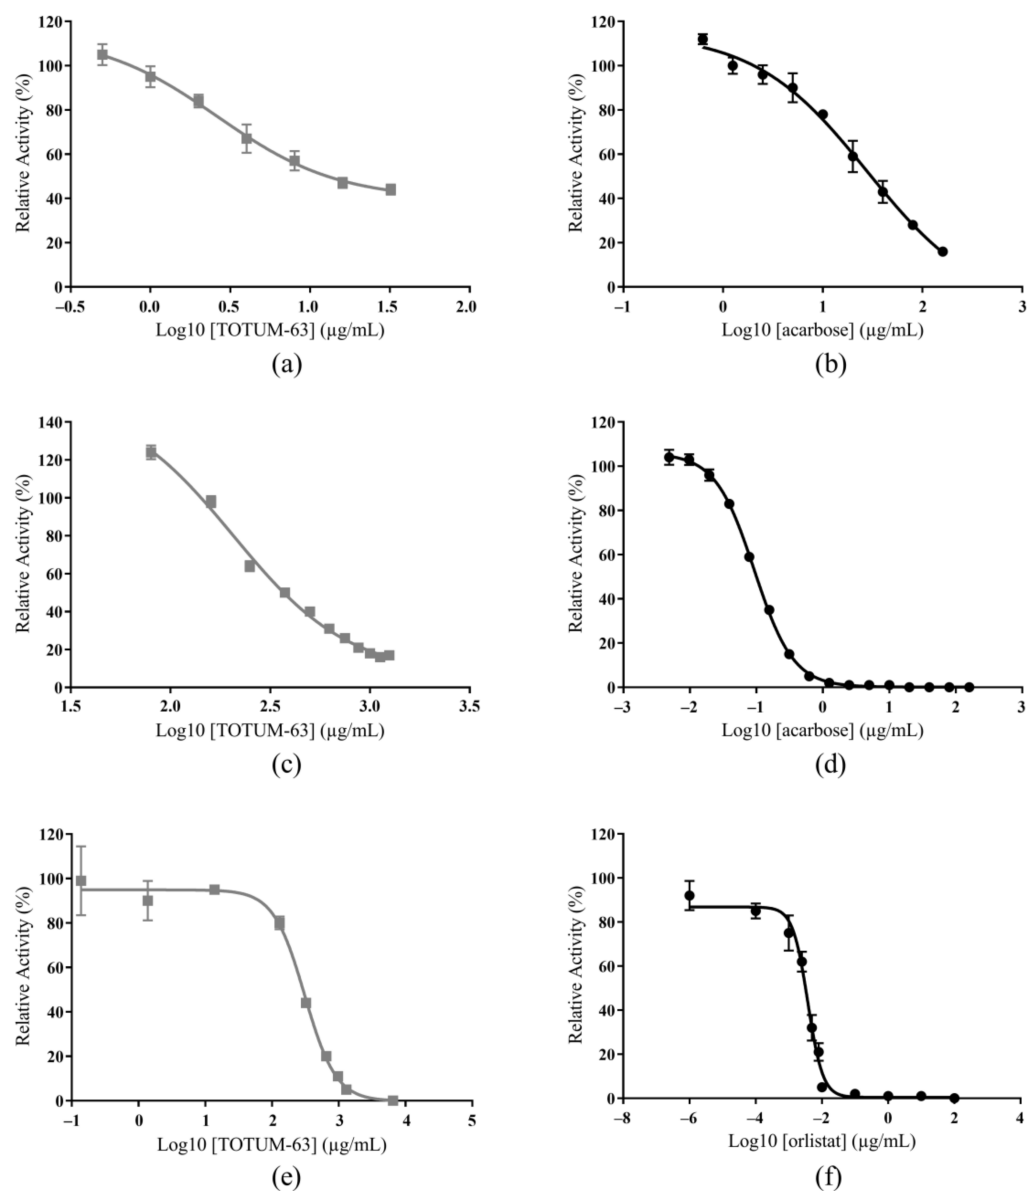 Relative Activity (%)
120
100
80
60
40
20
0
−0.5 0.0 0.5 1.0 1.5 2.0
Log10 [TOTUM-63] (µg/mL)
(a)
Relative Activity (%)
120
100
80
60
40
20
0
−1 0 1 2 3
Log10 [acarbose] (µg/mL)
(b)
Relative Activity (%)
140
120
100
80
60
40
20
0
1.5 2.0 2.5 3.0 3.5
Log10 [TOTUM-63] (µg/mL)
(c)
Relative Activity (%)
120
100
80
60
40
20
0
−3 −2 −1 0 1 2 3
Log10 [acarbose] (µg/mL)
(d)
Relative Activity (%)
120
100
80
60
40
20
0
−1 0 1 2 3 4 5
Log10 [TOTUM-63] (µg/mL)
(e)
Relative Activity (%)
120
100
80
60
40
20
0
−8 −6 −4 −2 0 2 4
Log10 [orlistat] (µg/mL)
(f)